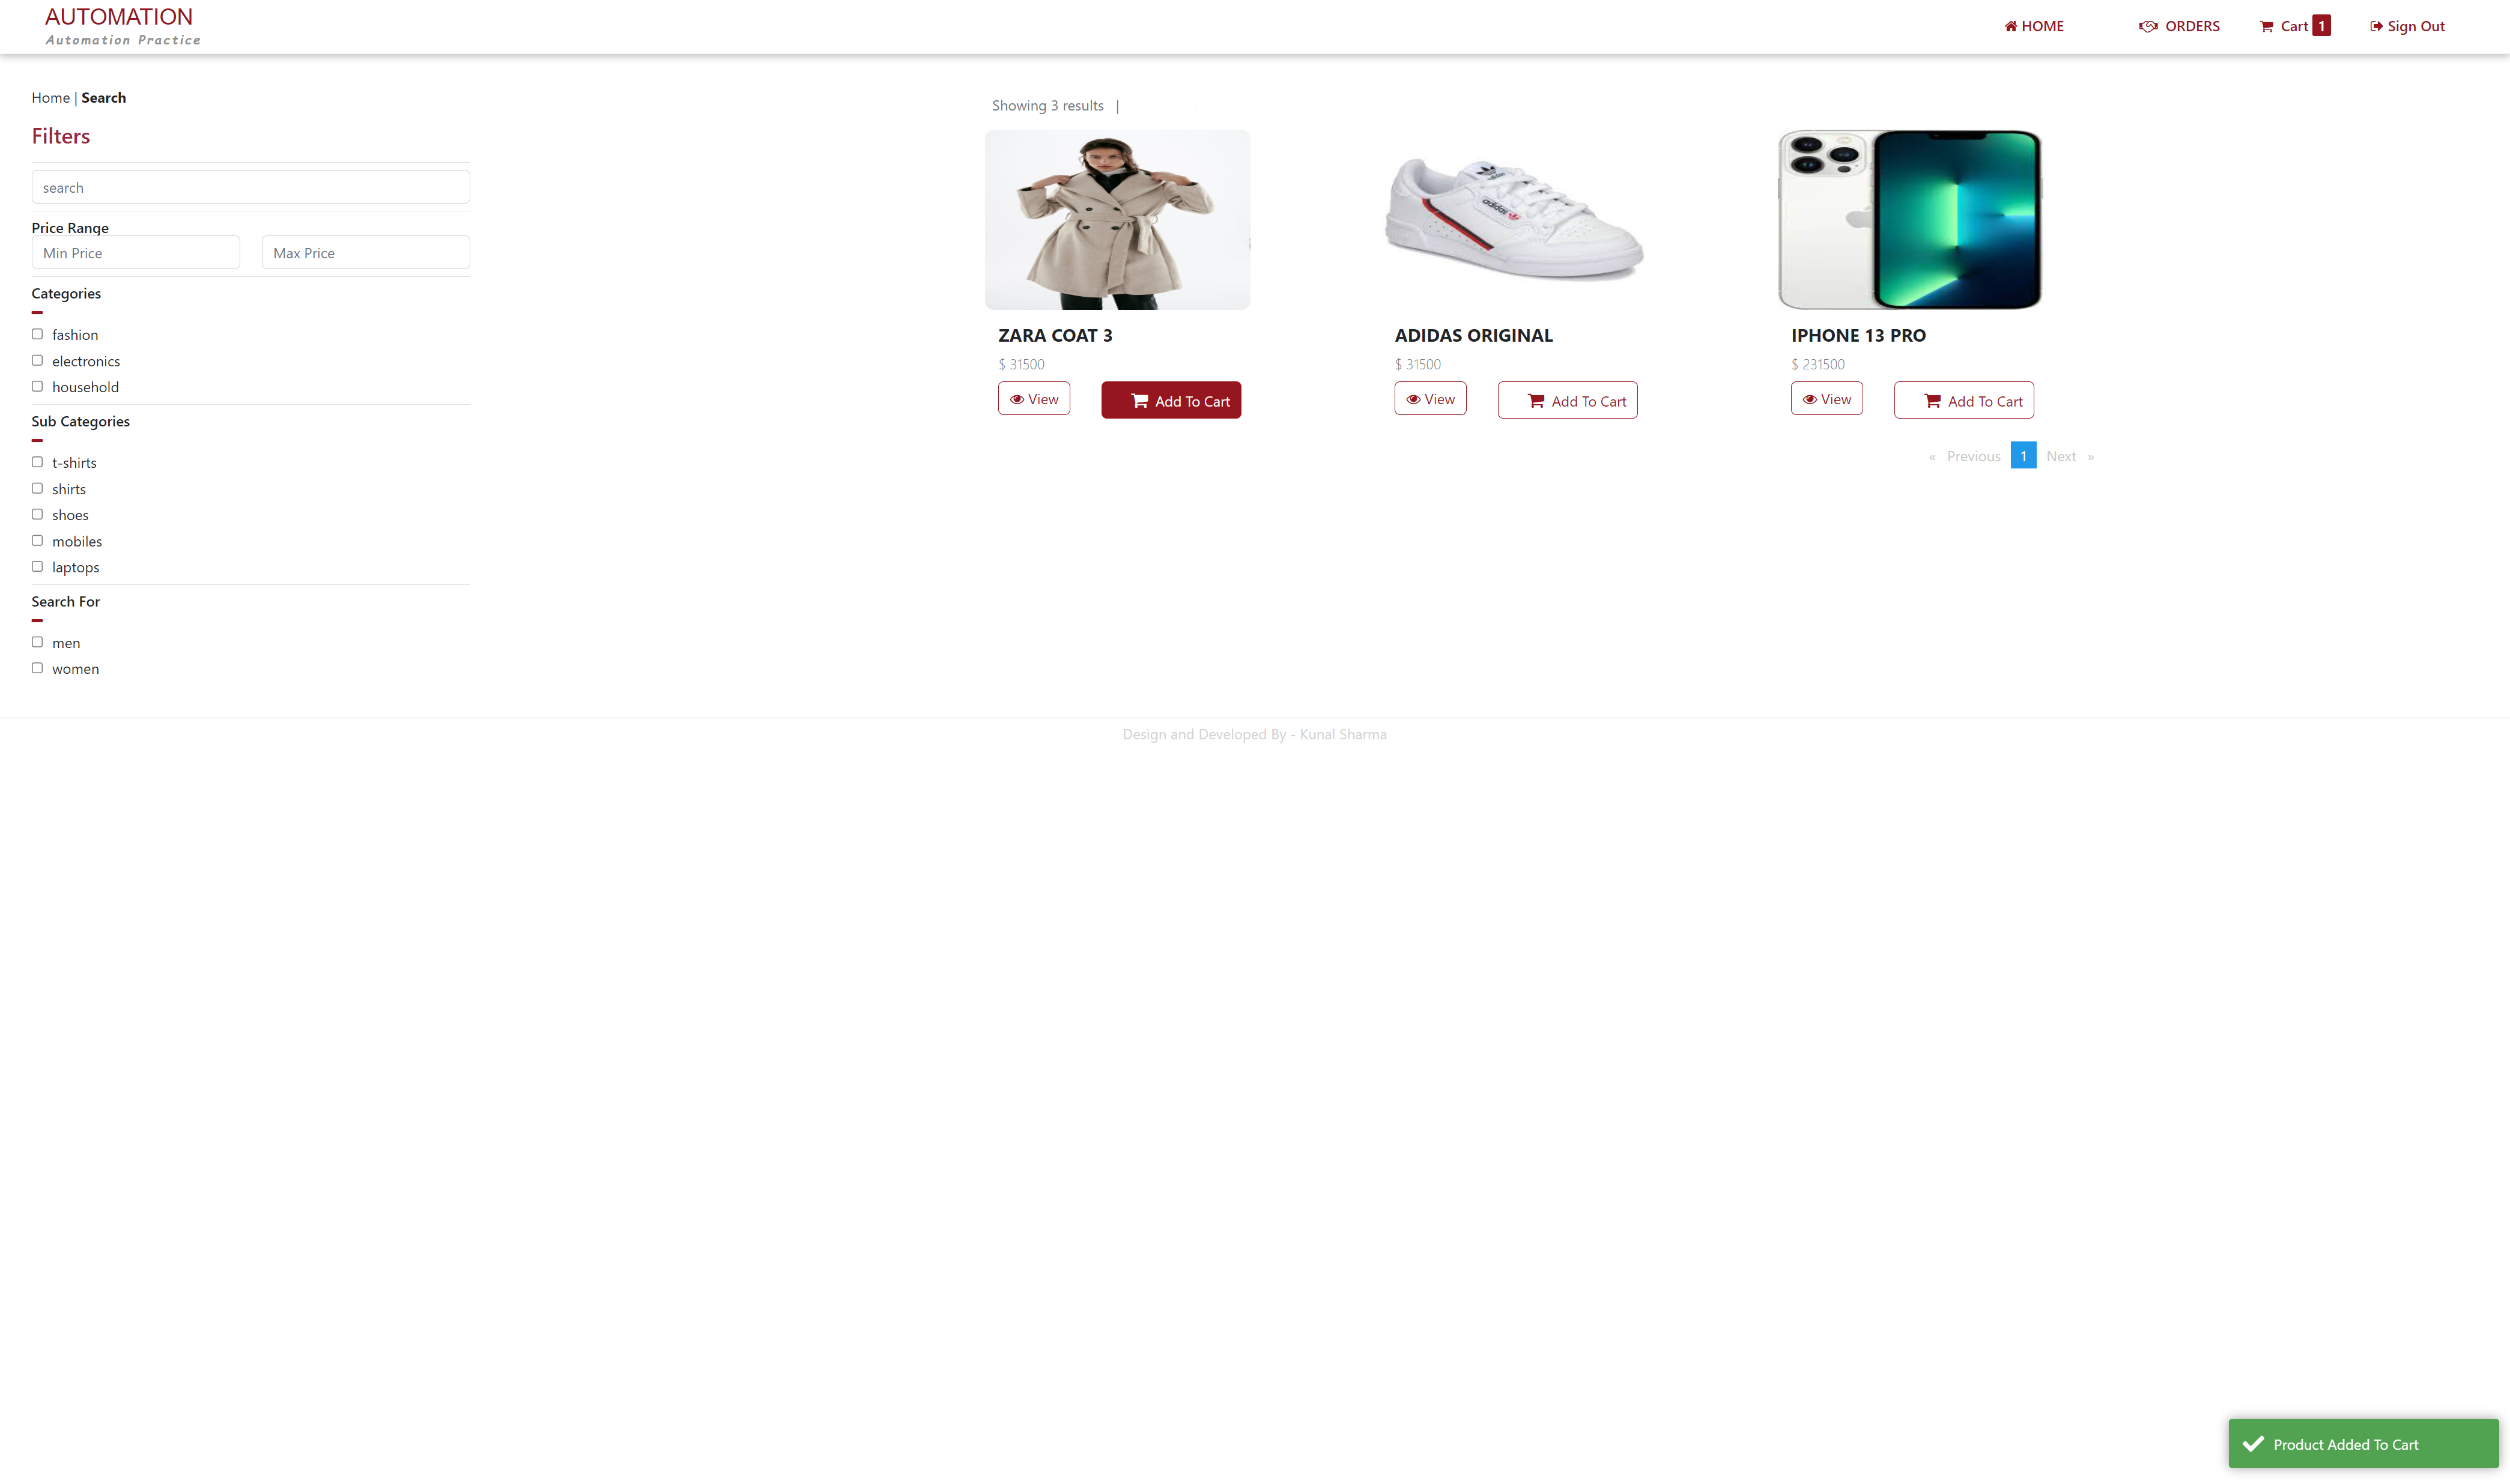 AUTOMATION
Automation Practice
HOME
ORDERS
Cart 1
Sign Out
Home | Search
Filters
search
Price Range
Min Price
Max Price
Categories
fashion
electronics
household
Sub Categories
t-shirts
shirts
shoes
mobiles
laptops
Search For
men
women
Showing 3 results |
adidas
ZARA COAT 3
$ 31500
View
Add To Cart
ADIDAS ORIGINAL
$ 31500
View
Add To Cart
IPHONE 13 PRO
$ 231500
View
Add To Cart
« Previous 1 Next »
Design and Developed By - Kunal Sharma
Product Added To Cart